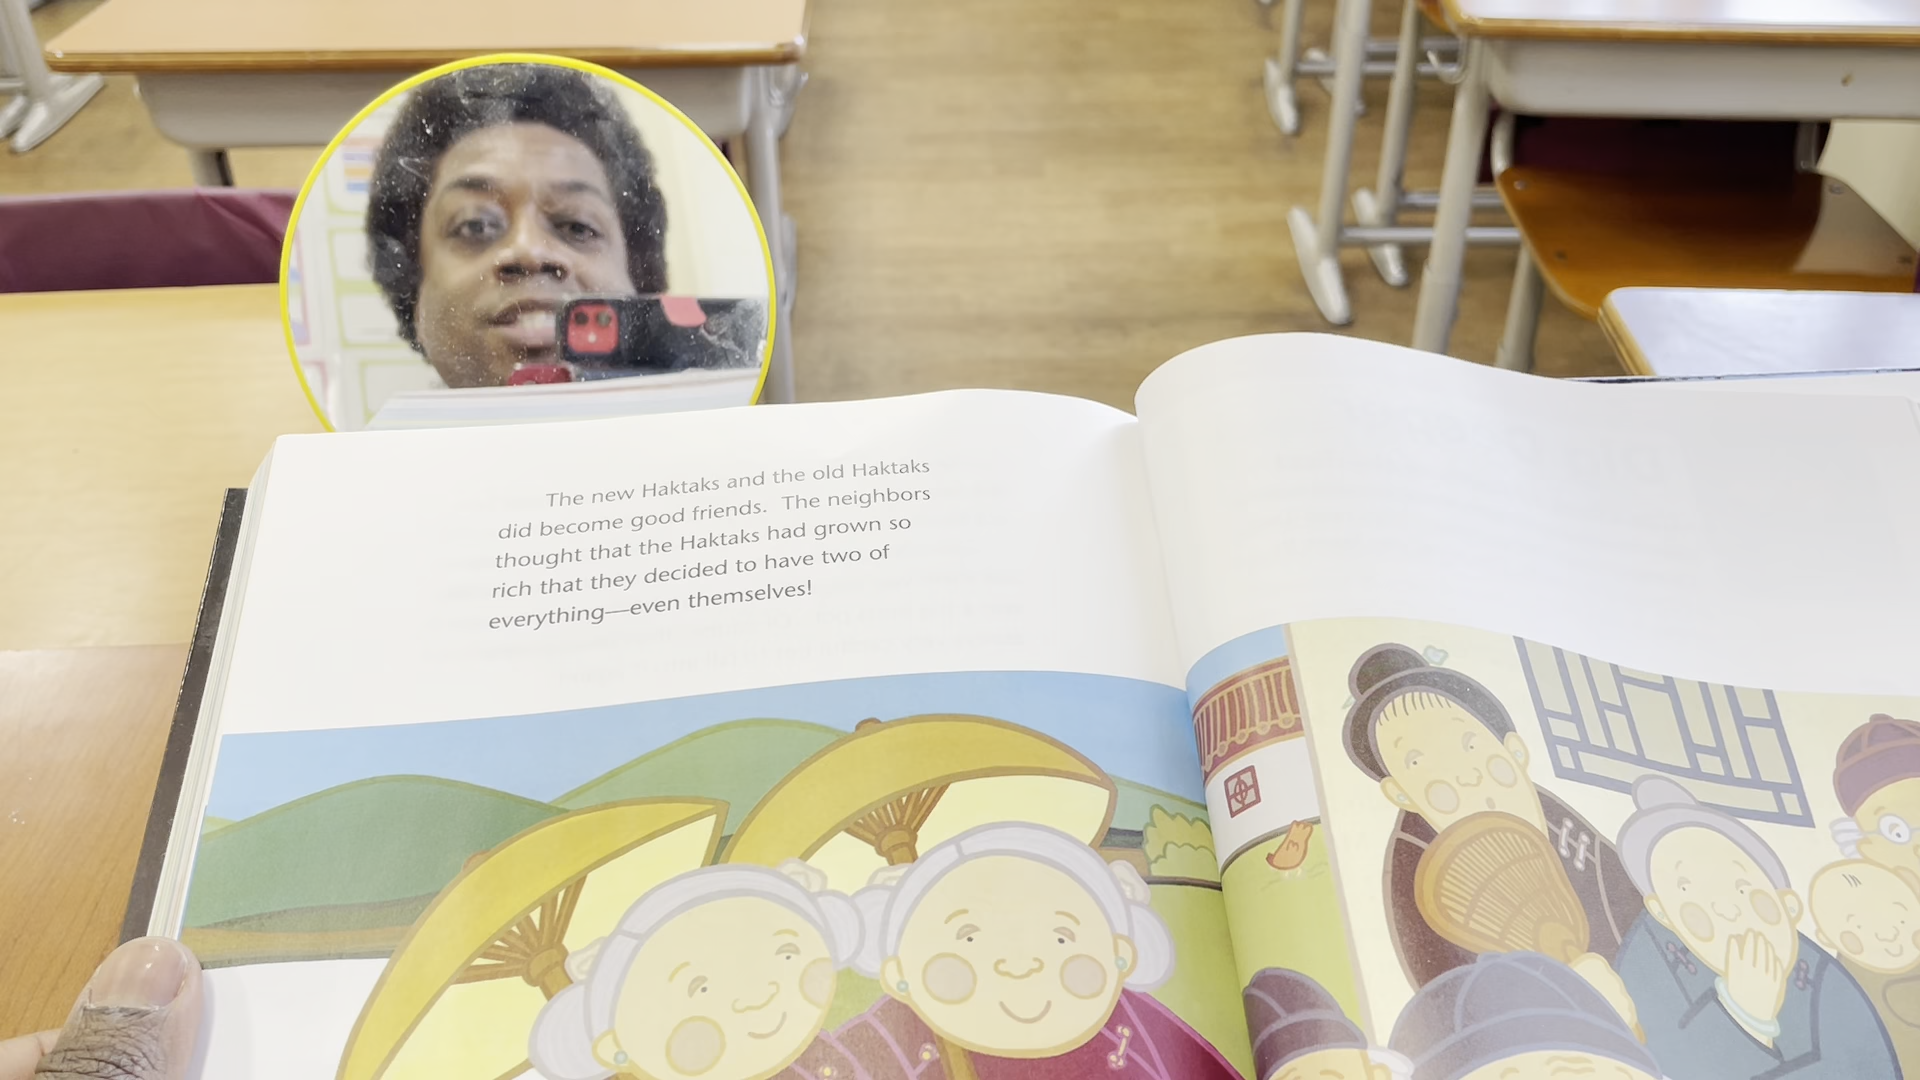 The new Haktaks and the old Haktaks
did become good friends. The neighbors
thought that the Haktaks had grown so
rich that they decided to have two of
everything—even themselves!